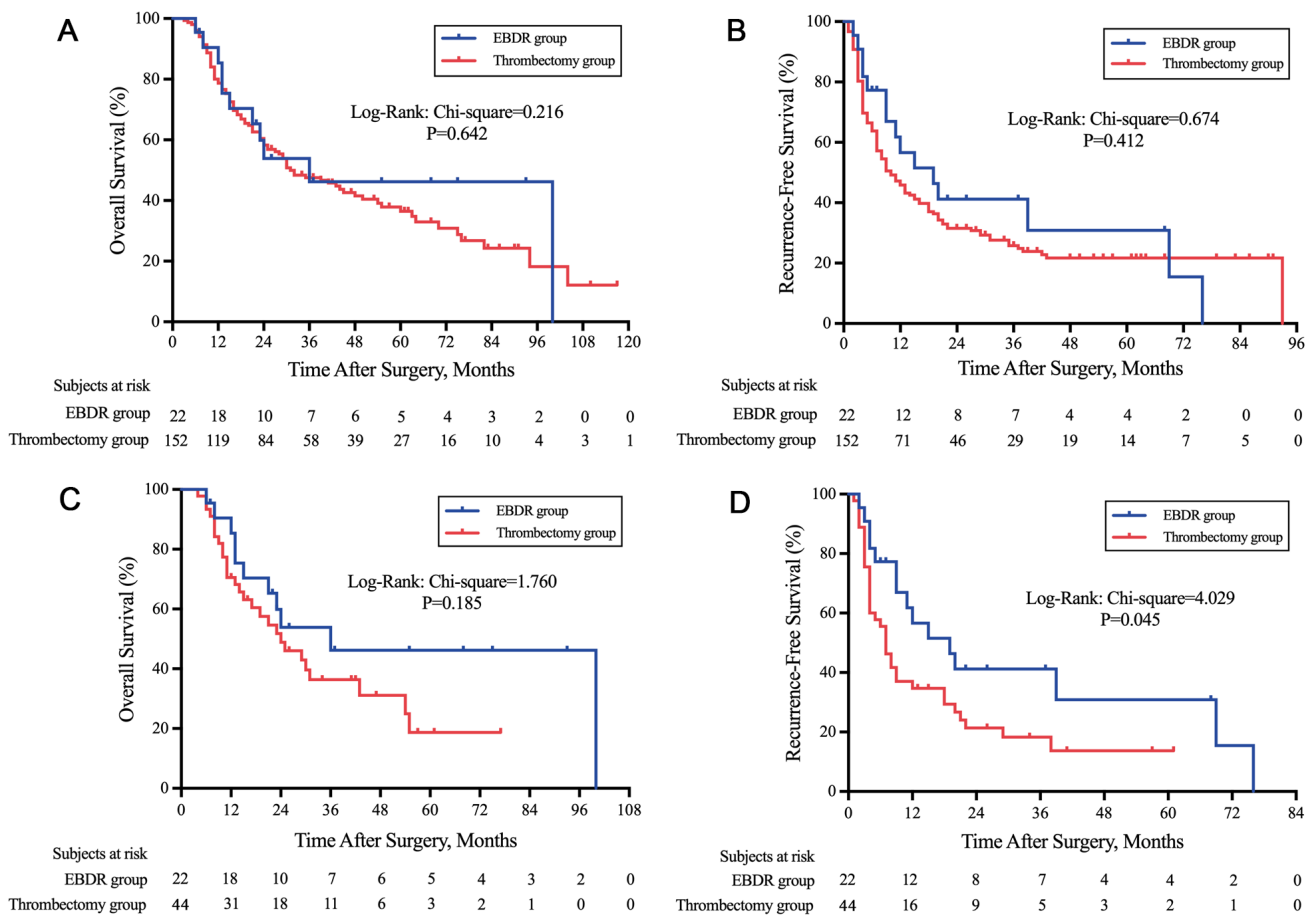 A
Overall Survival (%)
100
80
60
40
20
0
EBDR group
Thrombectomy group
Log-Rank: Chi-square=0.216
P=0.642
0 12 24 36 48 60 72 84 96 108 120
Time After Surgery, Months
Subjects at risk
EBDR group 22 18 10 7 6 5 4 3 2 0 0
Thrombectomy group 152 119 84 58 39 27 16 10 4 3 1
B
Recurrence-Free Survival (%)
100
80
60
40
20
0
EBDR group
Thrombectomy group
Log-Rank: Chi-square=0.674
P=0.412
0 12 24 36 48 60 72 84 96
Time After Surgery, Months
Subjects at risk
EBDR group 22 12 8 7 4 4 2 0 0
Thrombectomy group 152 71 46 29 19 14 7 5 0
C
Overall Survival (%)
100
80
60
40
20
0
EBDR group
Thrombectomy group
Log-Rank: Chi-square=1.760
P=0.185
0 12 24 36 48 60 72 84 96 108
Time After Surgery, Months
Subjects at risk
EBDR group 22 18 10 7 6 5 4 3 2 0
Thrombectomy group 44 31 18 11 6 3 2 1 0 0
D
Recurrence-Free Survival (%)
100
80
60
40
20
0
EBDR group
Thrombectomy group
Log-Rank: Chi-square=4.029
P=0.045
0 12 24 36 48 60 72 84
Time After Surgery, Months
Subjects at risk
EBDR group 22 12 8 7 4 4 2 0
Thrombectomy group 44 16 9 5 3 2 1 0